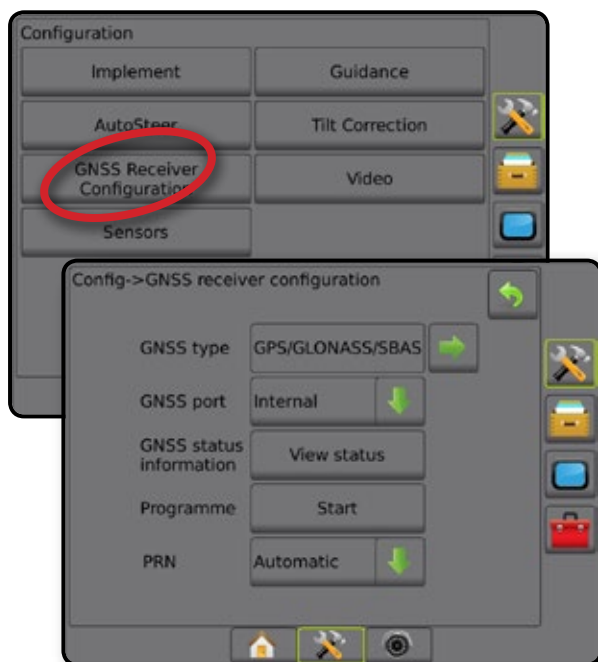 Configuration
Implement
Guidance
AutoSteer
Tilt Correction
GNSS Receiver
Configuration
Video
Sensors
Config->GNSS receiver configuration
GNSS type
GPS/GLONASS/SBAS
GNSS port
Internal
GNSS status
information
View status
Programme
Start
PRN
Automatic